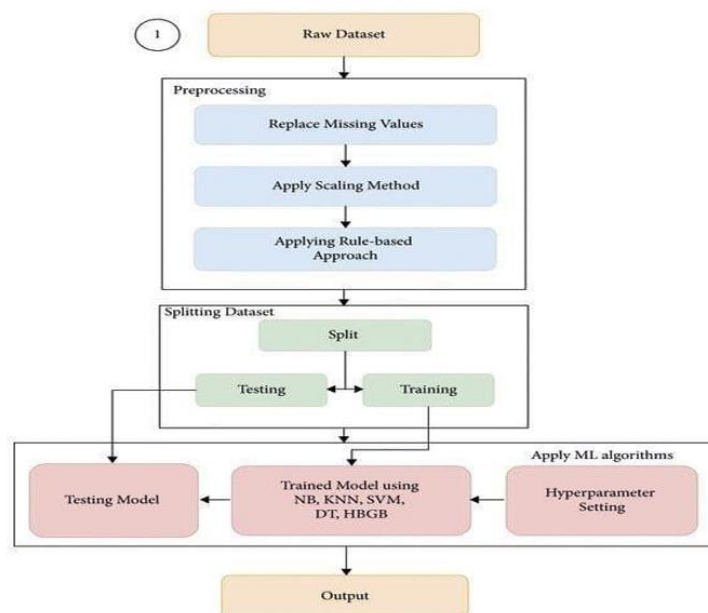 1
Raw Dataset
Preprocessing
Replace Missing Values
Apply Scaling Method
Applying Rule-based
Approach
Splitting Dataset
Split
Testing
Training
Apply ML algorithms
Testing Model
Trained Model using
NB, KNN, SVM,
DT, HBGB
Hyperparameter
Setting
Output